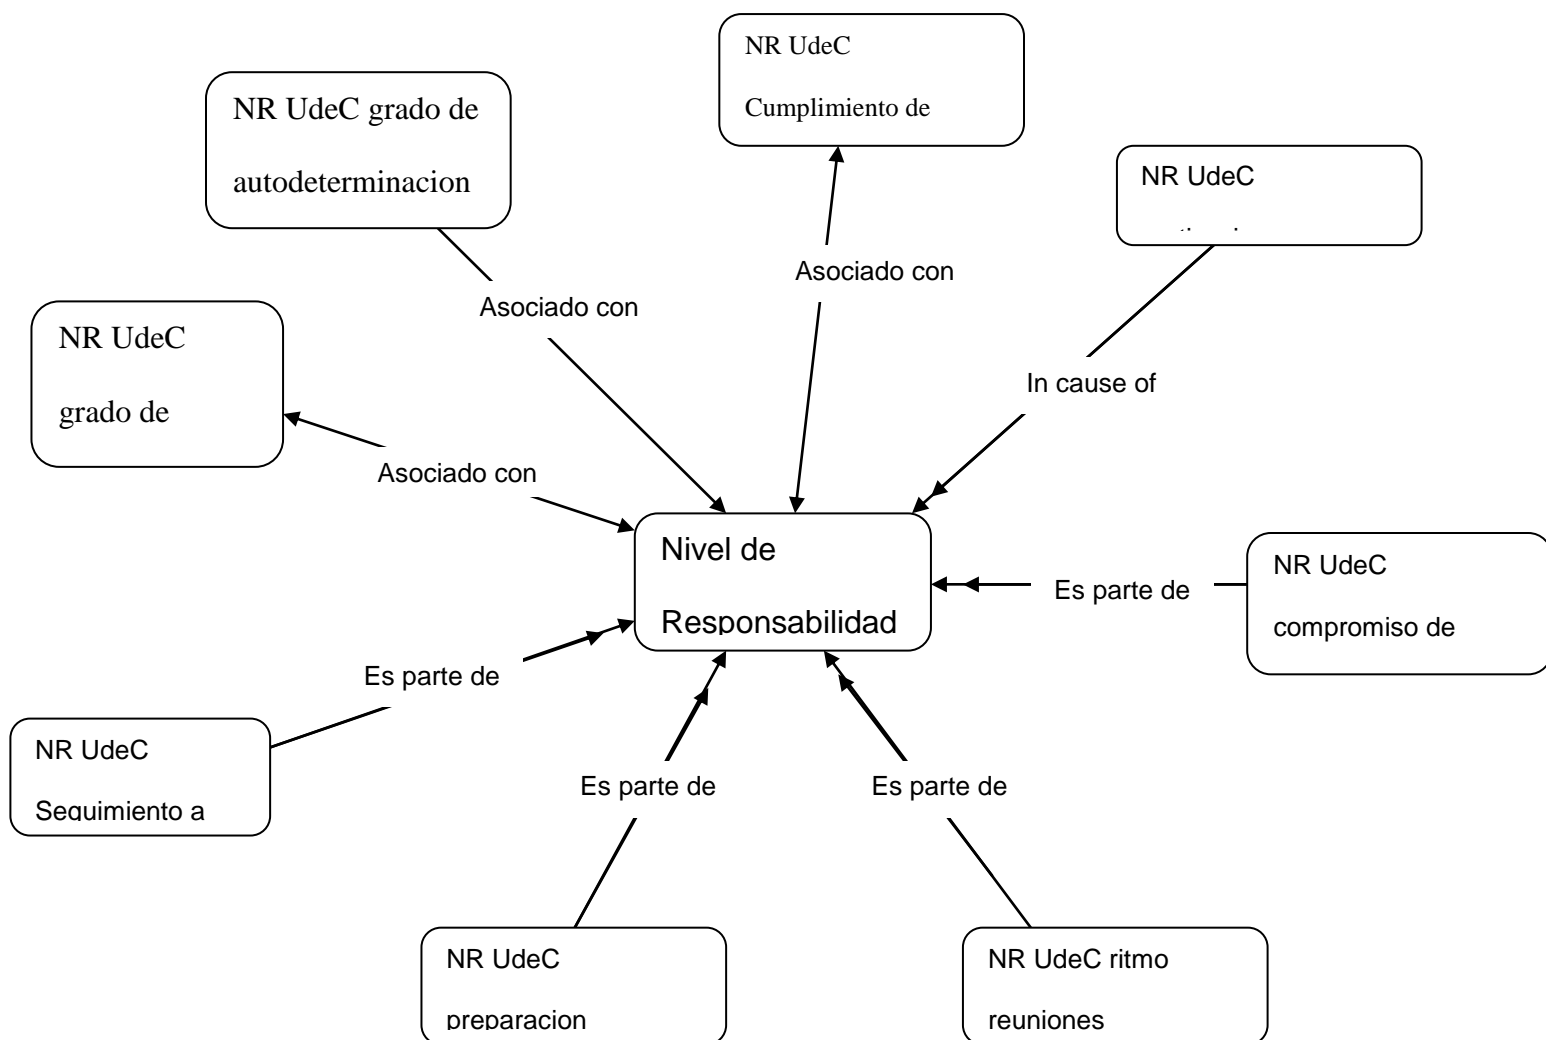 NR UdeC
Cumplimiento de
NR UdeC grado de
autodeterminacion
NR UdeC
Asociado con
Asociado con
NR UdeC
grado de
In cause of
Asociado con
Nivel de
Responsabilidad
NR UdeC
compromiso de
Es parte de
Es parte de
NR UdeC
Seguimiento a
Es parte de
Es parte de
NR UdeC
preparacion
NR UdeC ritmo
reuniones